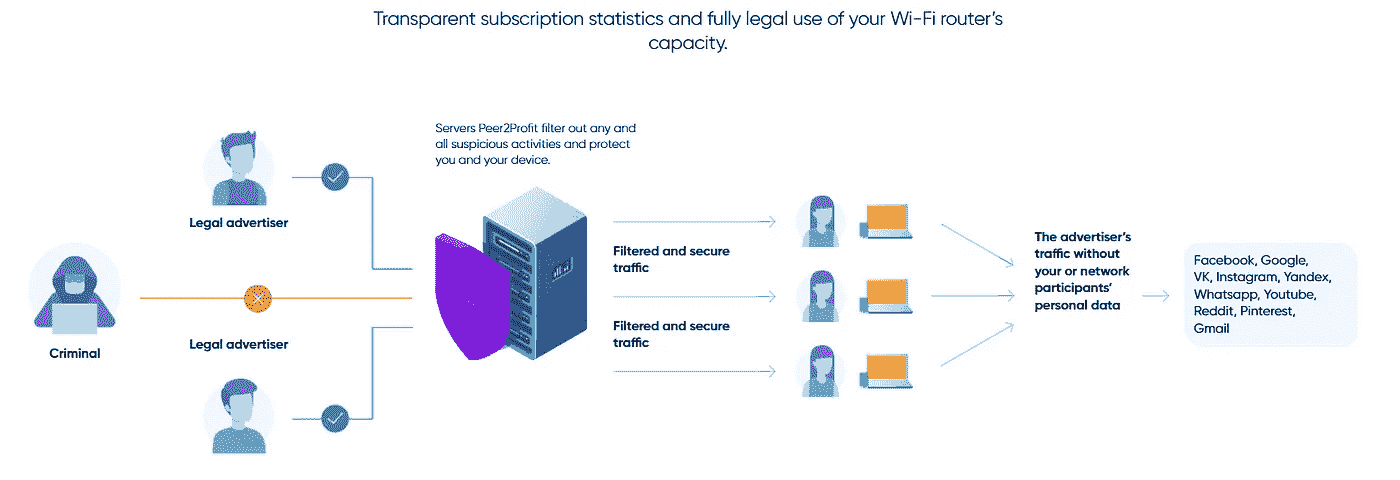 Transparent subscription statistics and fully legal use of your Wi-Fi router's
capacity.
Servers Peer2Profit filter out any and
all suspicious activities and protect
you and your device.
Legal advertiser
Criminal
Legal advertiser
Filtered and secure
traffic
Filtered and secure
traffic
The advertiser's
traffic without
your or network
participants'
personal data
Facebook, Google,
VK, Instagram, Yandex,
Whatsapp, Youtube,
Reddit, Pinterest,
Gmail